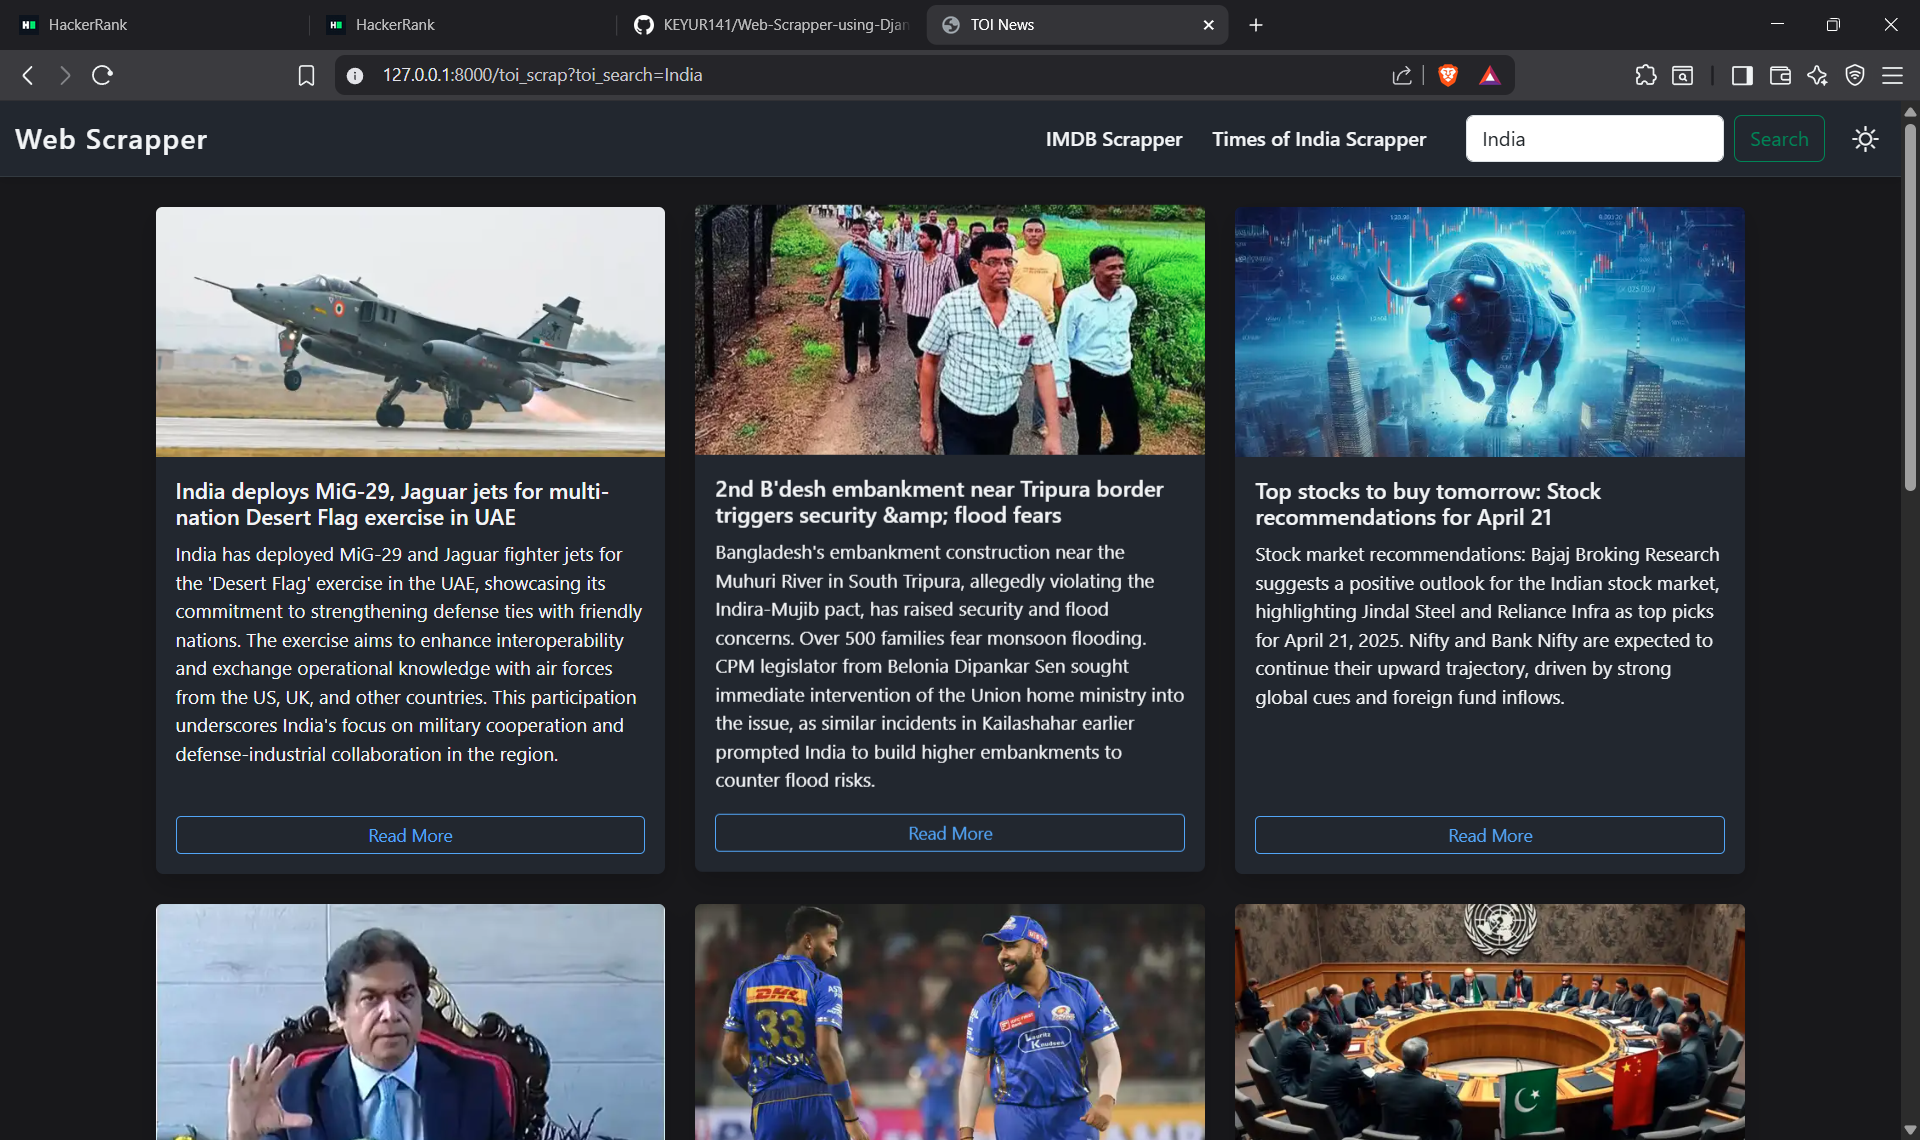 HackerRank
HackerRank
KEYUR141/Web-Scrapper-using-Djan
TOI News
127.0.0.1:8000/toi_scrap?toi_search=India
Web Scrapper
IMDB Scrapper
Times of India Scrapper
India
Search
India deploys MiG-29, Jaguar jets for multi-
nation Desert Flag exercise in UAE
India has deployed MiG-29 and Jaguar fighter jets for
the 'Desert Flag' exercise in the UAE, showcasing its
commitment to strengthening defense ties with friendly
nations. The exercise aims to enhance interoperability
and exchange operational knowledge with air forces
from the US, UK, and other countries. This participation
underscores India's focus on military cooperation and
defense-industrial collaboration in the region.
Read More
2nd B'desh embankment near Tripura border
triggers security &amp;amp; flood fears
Bangladesh's embankment construction near the
Muhuri River in South Tripura, allegedly violating the
Indira-Mujib pact, has raised security and flood
concerns. Over 500 families fear monsoon flooding.
CPM legislator from Belonia Dipankar Sen sought
immediate intervention of the Union home ministry into
the issue, as similar incidents in Kailashahar earlier
prompted India to build higher embankments to
counter flood risks.
Read More
Top stocks to buy tomorrow: Stock
recommendations for April 21
Stock market recommendations: Bajaj Broking Research
suggests a positive outlook for the Indian stock market,
highlighting Jindal Steel and Reliance Infra as top picks
for April 21, 2025. Nifty and Bank Nifty are expected to
continue their upward trajectory, driven by strong
global cues and foreign fund inflows.
Read More
DHL
33